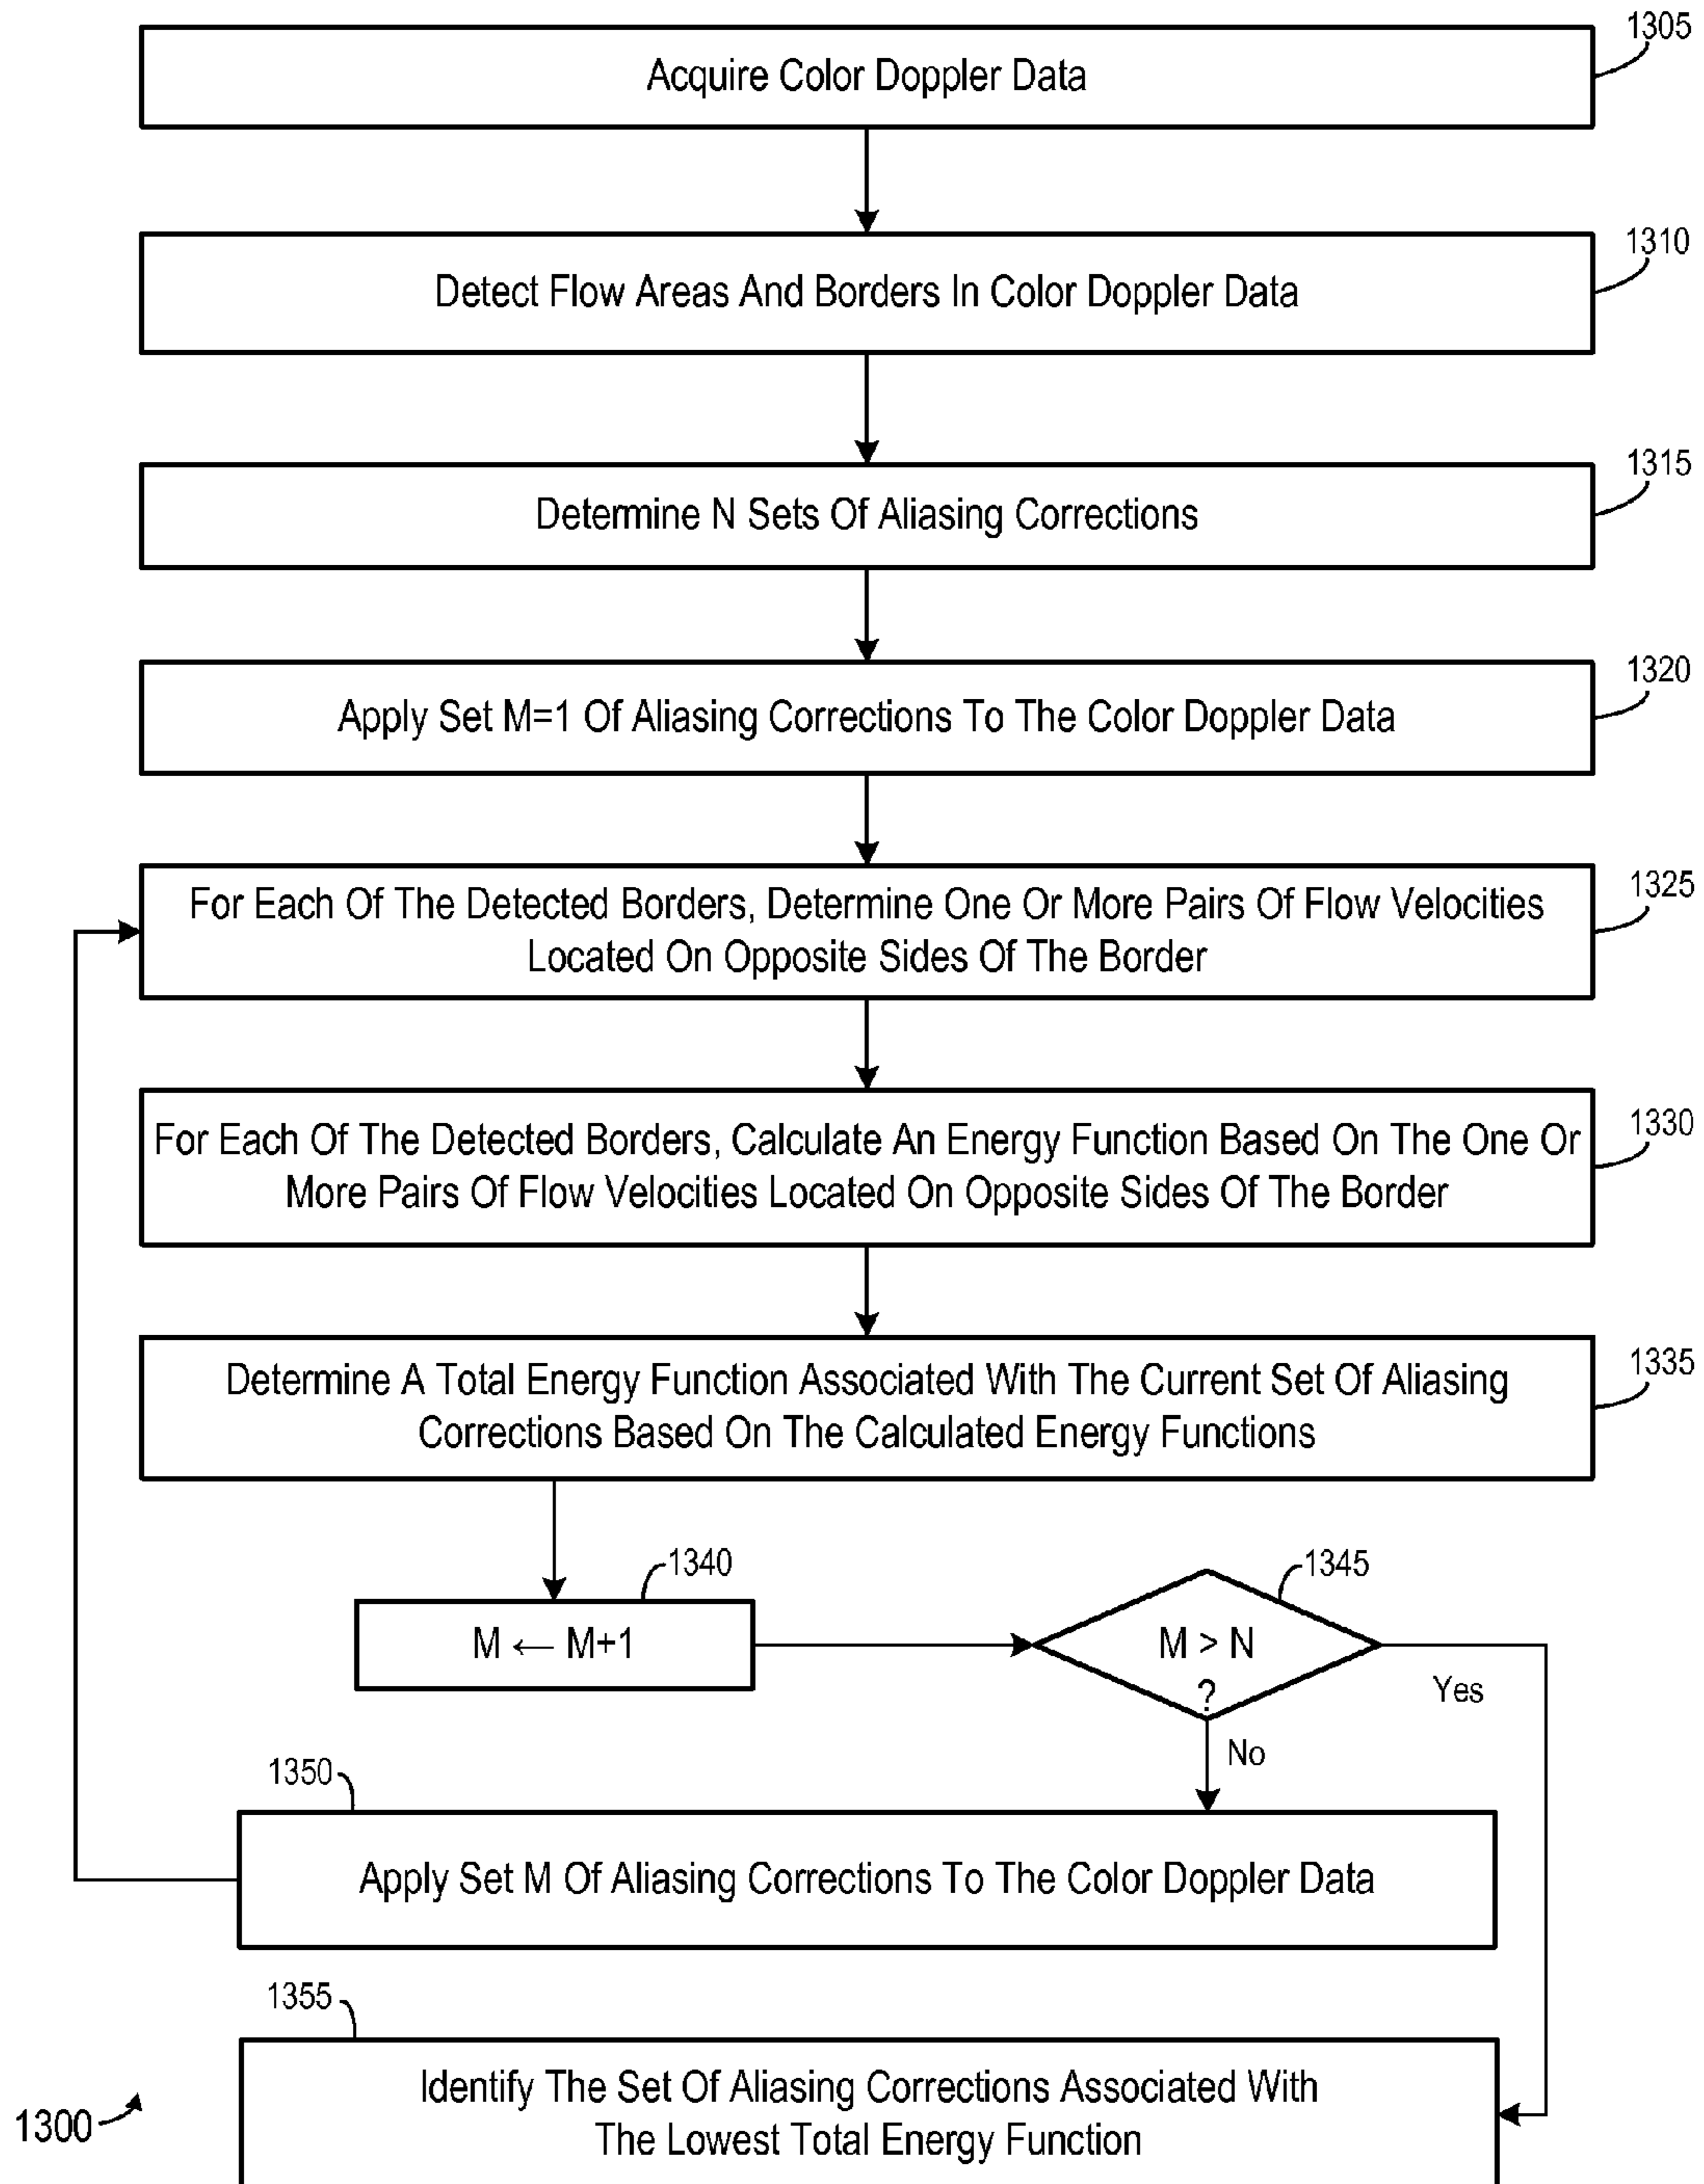 1305
Acquire Color Doppler Data
1310
Detect Flow Areas And Borders In Color Doppler Data
1315
Determine N Sets Of Aliasing Corrections
1320
Apply Set M=1 Of Aliasing Corrections To The Color Doppler Data
1325
For Each Of The Detected Borders, Determine One Or More Pairs Of Flow Velocities
Located On Opposite Sides Of The Border
1330
For Each Of The Detected Borders, Calculate An Energy Function Based On The One Or
More Pairs Of Flow Velocities Located On Opposite Sides Of The Border
1335
Determine A Total Energy Function Associated With The Current Set Of Aliasing
Corrections Based On The Calculated Energy Functions
1340
M ← M+1
1345
M > N
?
Yes
No
1350
Apply Set M Of Aliasing Corrections To The Color Doppler Data
1355
Identify The Set Of Aliasing Corrections Associated With
The Lowest Total Energy Function
1300